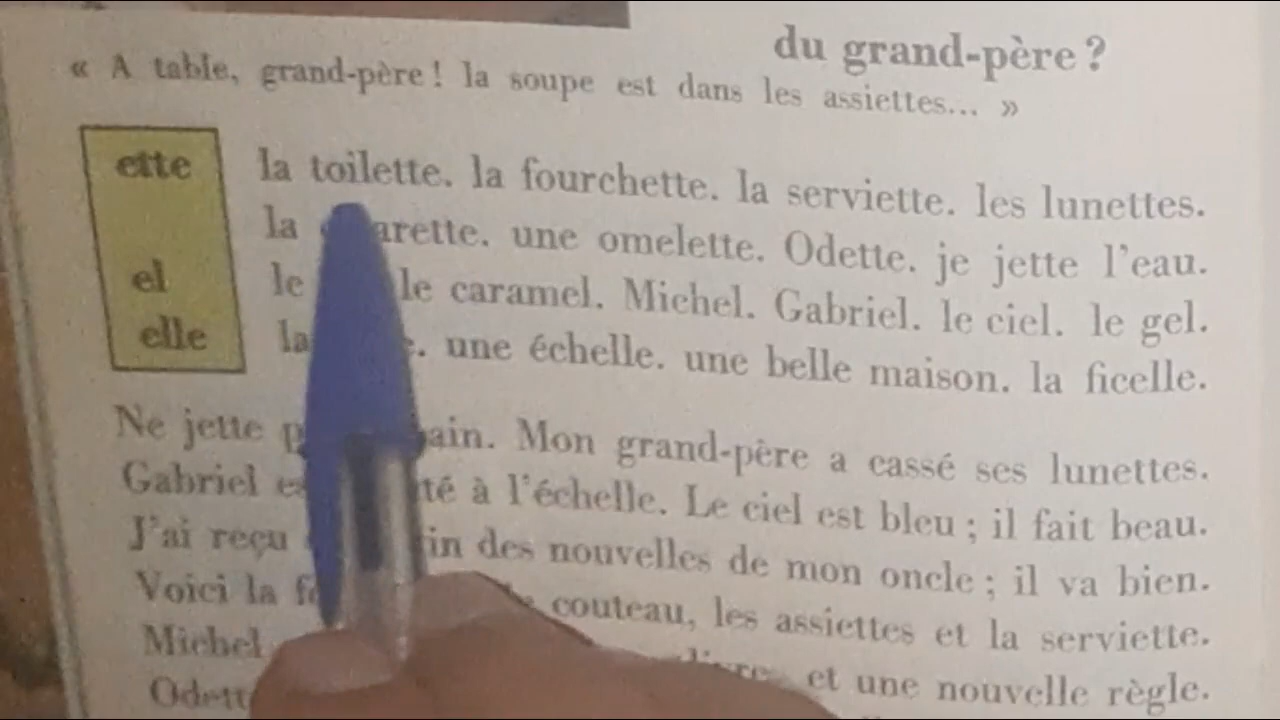 du grand-père ?
« A table, grand-père ! la soupe est dans les assiettes... »
ette
la toilette. la fourchette. la serviette. les lunettes.
la une omelette. Odette. je jette l'eau.
el
le le caramel. Michel. Gabriel. le ciel. le gel.
elle
la une échelle. une belle maison. la ficelle.
Ne jette Mon grand-père a cassé ses lunettes.
Gabriel à l'échelle. Le ciel est bleu ; il fait beau.
J'ai reçu des nouvelles de mon oncle ; il va bien.
Voici la couteau, les assiettes et la serviette.
Michel et une nouvelle règle.